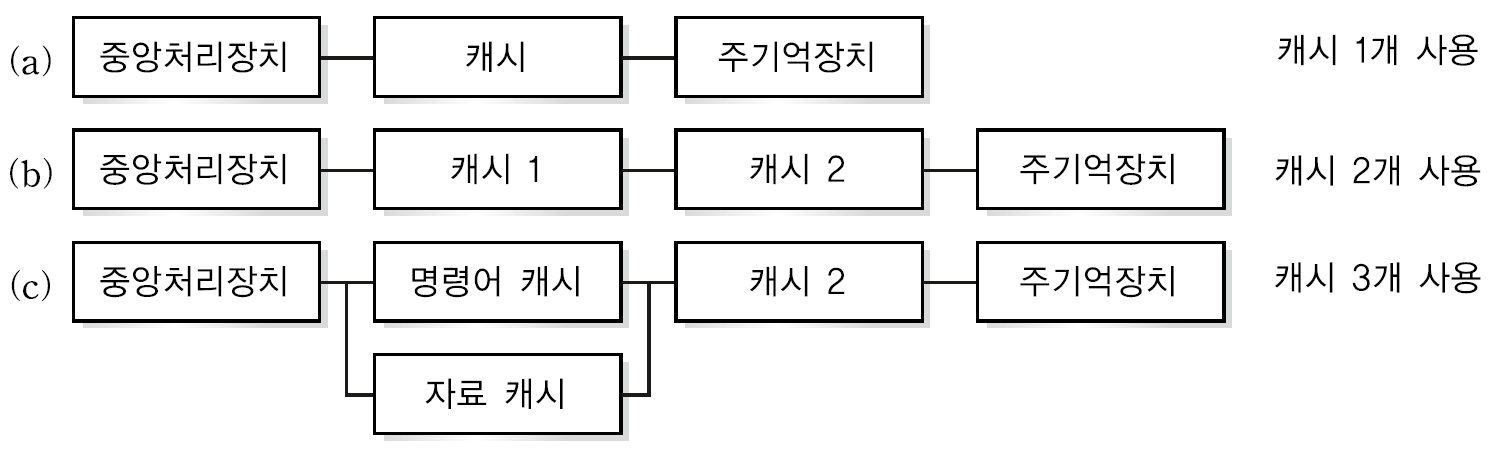 (a) 중앙처리장치 캐시 주기억장치 캐시 1개 사용
(b) 중앙처리장치 캐시 1 캐시 2 주기억장치 캐시 2개 사용
(c) 중앙처리장치 명령어 캐시 캐시 2 주기억장치 캐시 3개 사용
자료 캐시